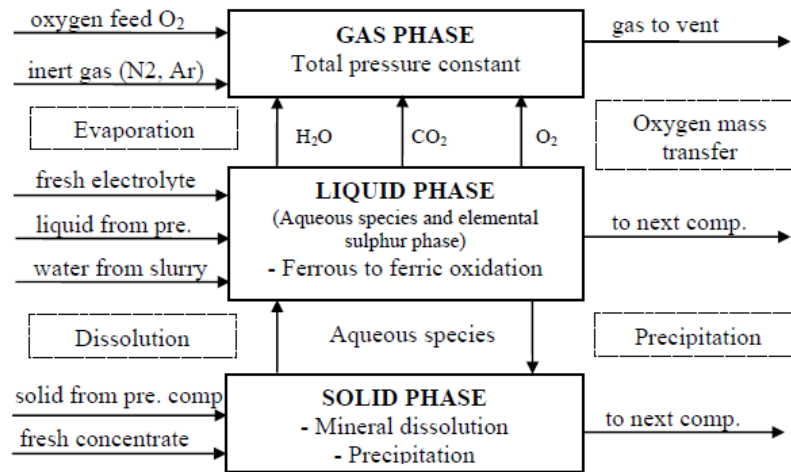 oxygen feed O₂
inert gas (N2, Ar)
GAS PHASE
Total pressure constant
gas to vent
Evaporation
H₂O
CO₂
O₂
Oxygen mass
transfer
fresh electrolyte
liquid from pre.
water from slurry
LIQUID PHASE
(Aqueous species and elemental
sulphur phase)
- Ferrous to ferric oxidation
to next comp.
Dissolution
Aqueous species
Precipitation
solid from pre. comp
fresh concentrate
SOLID PHASE
- Mineral dissolution
- Precipitation
to next comp.